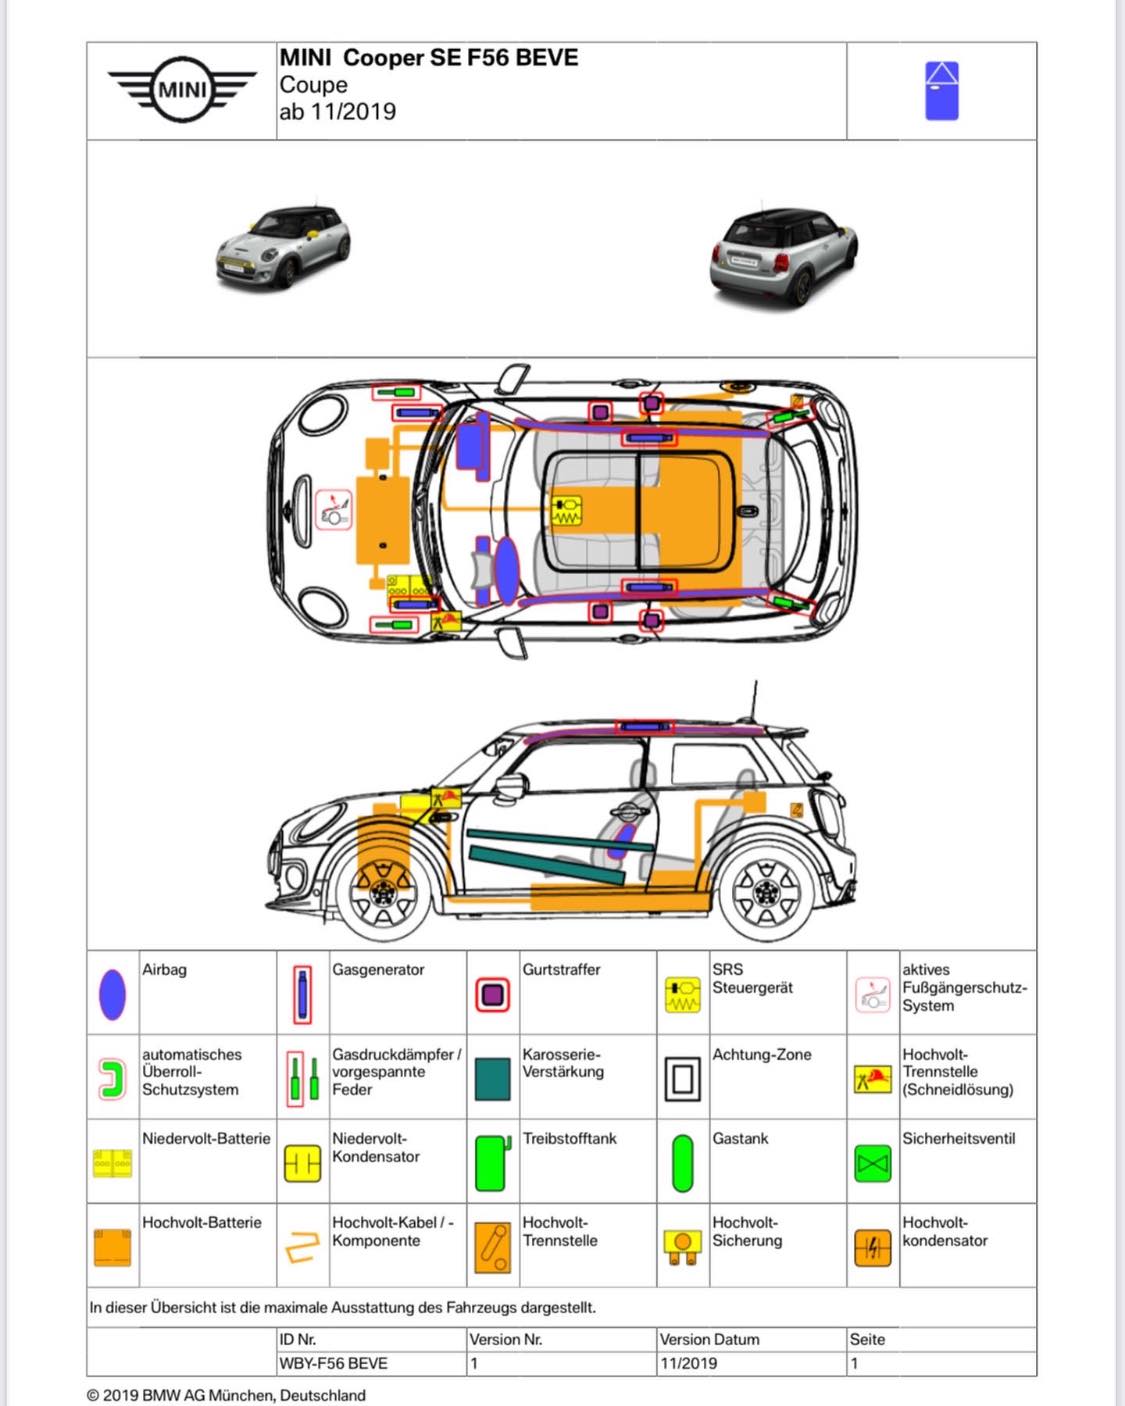 MINI
MINI Cooper SE F56 BEVE
Coupe
ab 11/2019
Airbag
Gasgenerator
Gurtstraffer
SRS
Steuergerät
aktives
Fußgängerschutz-
System
automatisches
Überroll-
Schutzsystem
Gasdruckdämpfer /
vorgespannte
Feder
Karosserie-
Verstärkung
Achtung-Zone
Hochvolt-
Trennstelle
(Schneidlösung)
Niedervolt-Batterie
Niedervolt-
Kondensator
Treibstofftank
Gastank
Sicherheitsventil
Hochvolt-Batterie
Hochvolt-Kabel / -
Komponente
Hochvolt-
Trennstelle
Hochvolt-
Sicherung
Hochvolt-
kondensator
In dieser Übersicht ist die maximale Ausstattung des Fahrzeugs dargestellt.
ID Nr. Version Nr. Version Datum Seite
WBY-F56 BEVE 1 11/2019 1
© 2019 BMW AG München, Deutschland